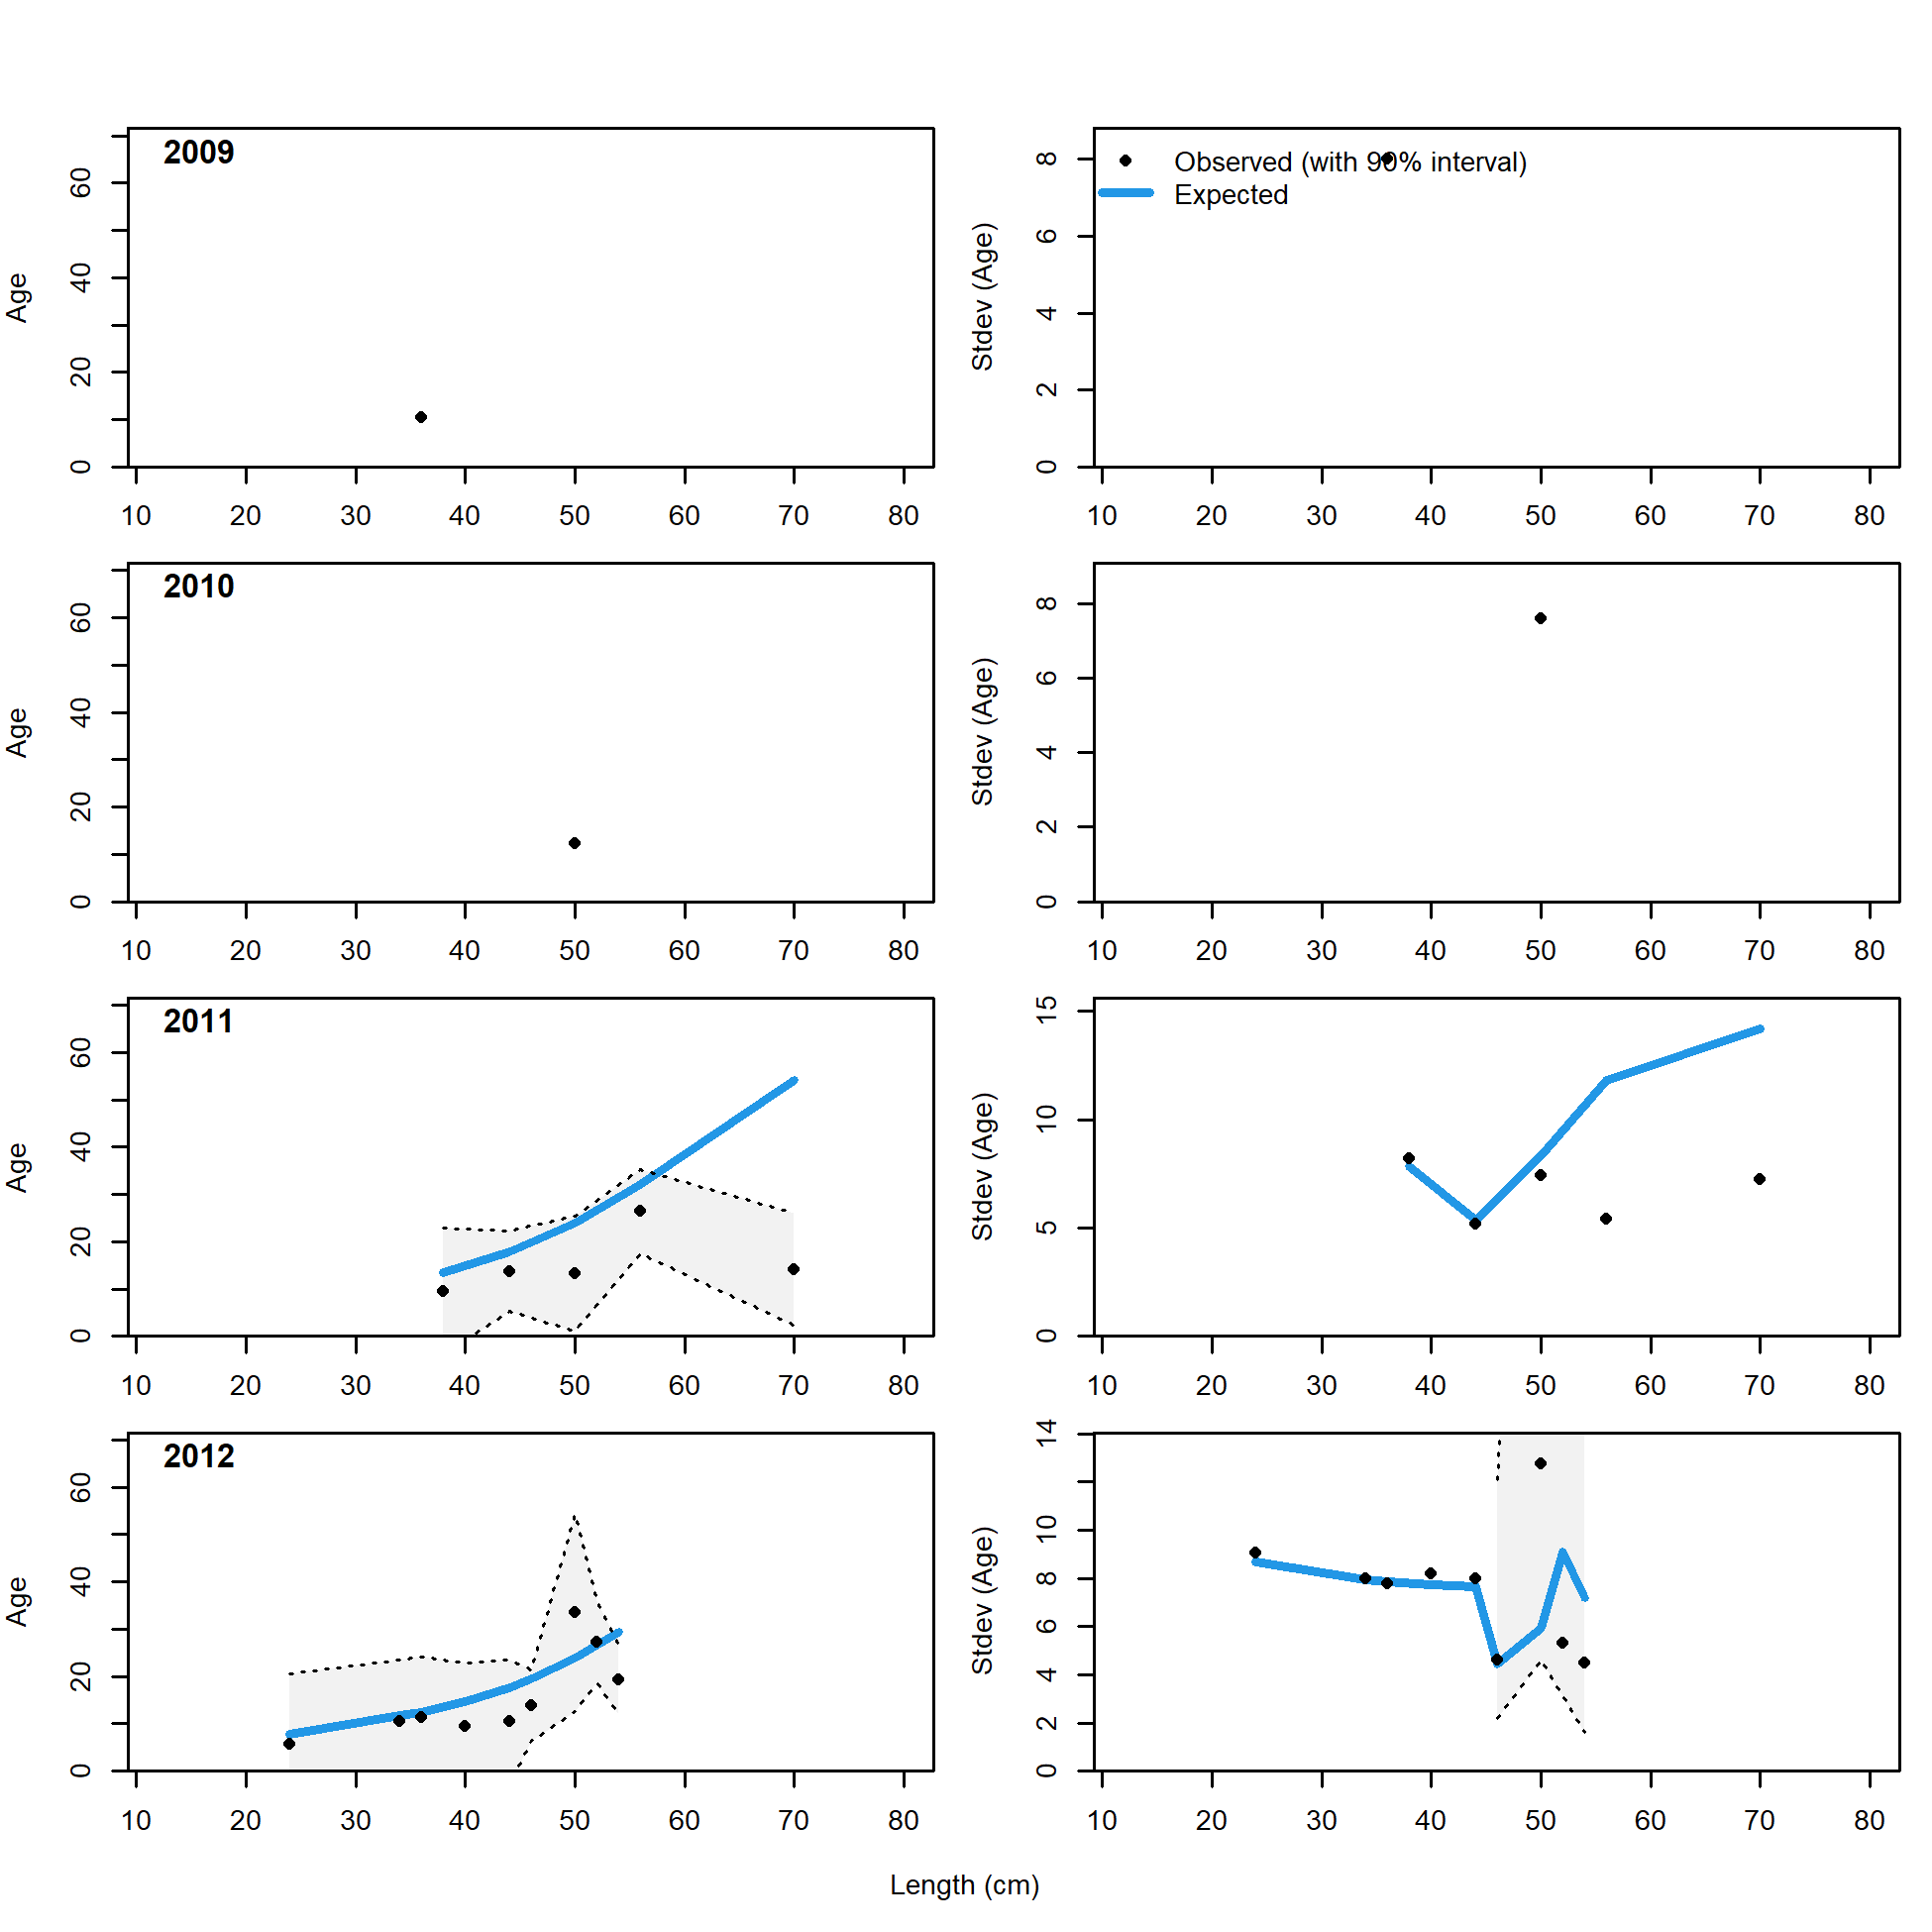 2009
Age
0 20 40 60
10 20 30 40 50 60 70 80
Observed (with 90% interval)
Expected
Stdev (Age)
0 2 4 6 8
10 20 30 40 50 60 70 80
2010
Age
0 20 40 60
10 20 30 40 50 60 70 80
Stdev (Age)
0 2 4 6 8
10 20 30 40 50 60 70 80
2011
Age
0 20 40 60
10 20 30 40 50 60 70 80
Stdev (Age)
0 5 10 15
10 20 30 40 50 60 70 80
2012
Age
0 20 40 60
10 20 30 40 50 60 70 80
Stdev (Age)
0 2 4 6 8 10 14
10 20 30 40 50 60 70 80
Length (cm)